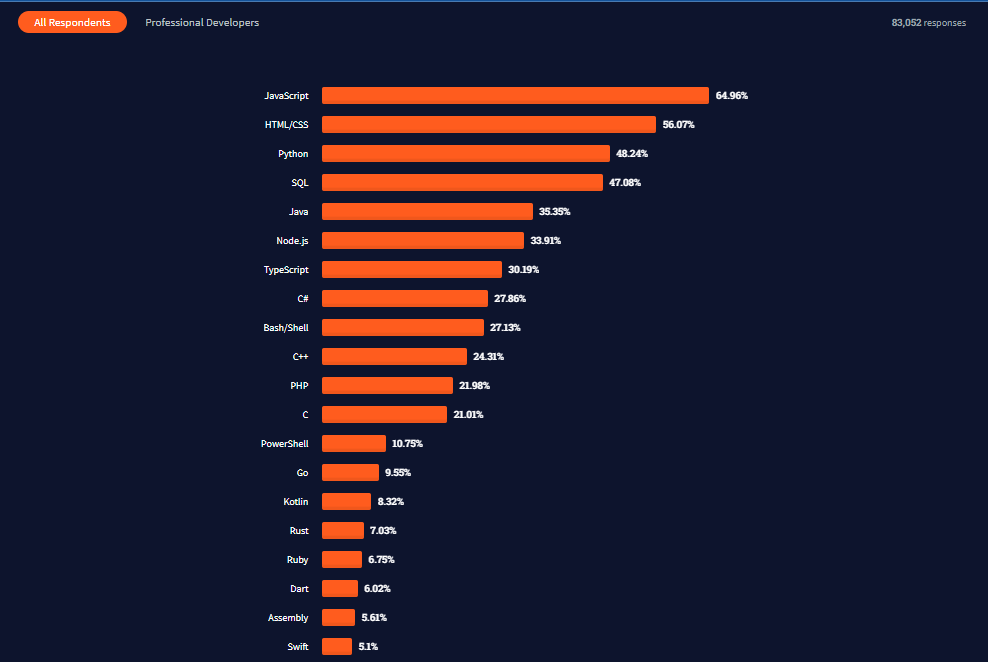 All Respondents Professional Developers 83,052 responses
JavaScript 64.96%
HTML/CSS 56.07%
Python 48.24%
SQL 47.08%
Java 35.35%
Node.js 33.91%
TypeScript 30.19%
C# 27.86%
Bash/Shell 27.13%
C++ 24.31%
PHP 21.98%
C 21.01%
PowerShell 10.75%
Go 9.55%
Kotlin 8.32%
Rust 7.03%
Ruby 6.75%
Dart 6.02%
Assembly 5.61%
Swift 5.1%